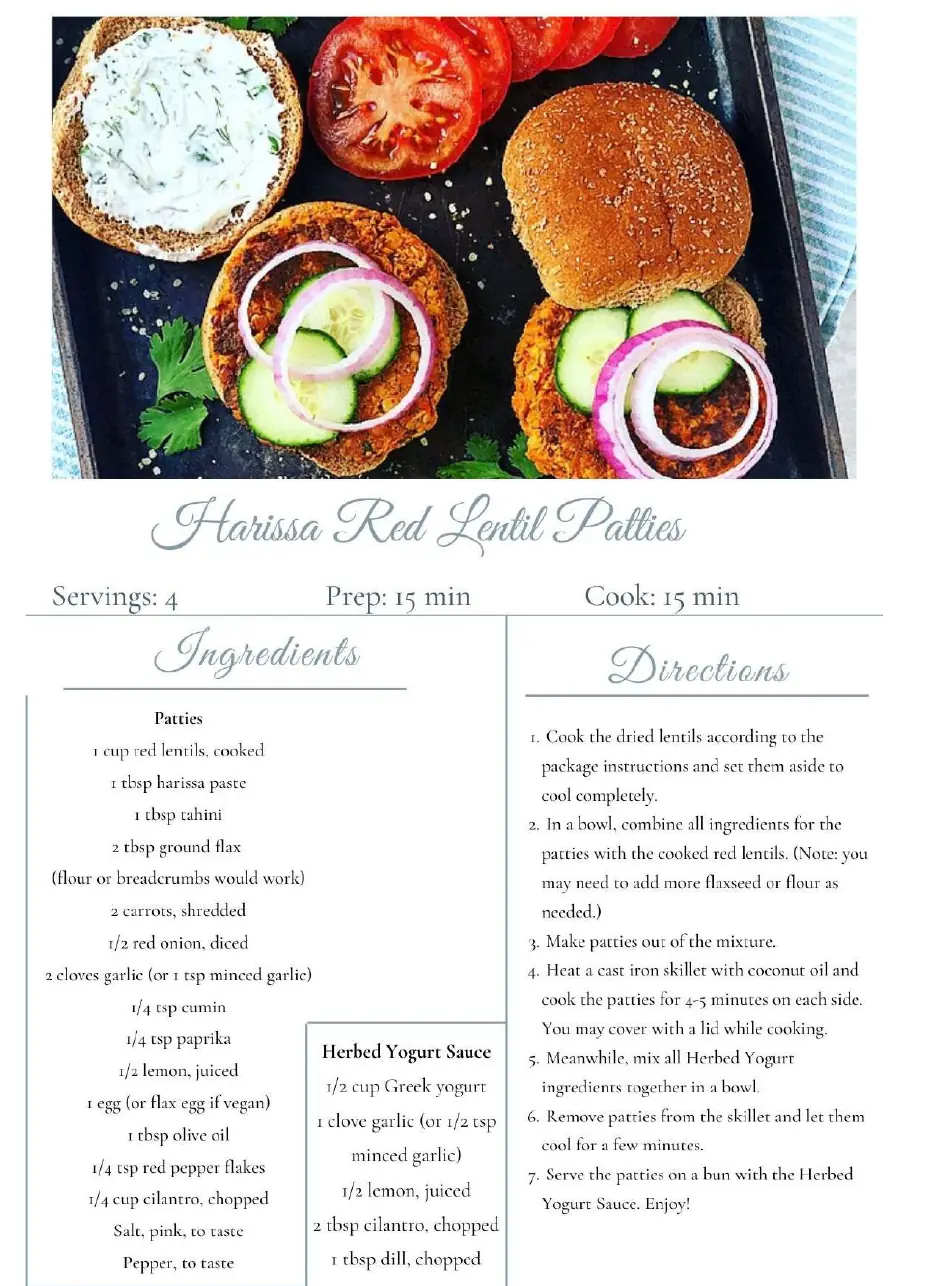 Harissa Red Lentil Patties
Servings: 4
Prep: 15 min
Cook: 15 min
Ingredients
Patties
1 cup red lentils, cooked
1 tbsp harissa paste
1 tbsp tahini
2 tbsp ground flax
(flour or breadcrumbs would work)
2 carrots, shredded
1/2 red onion, diced
2 cloves garlic (or 1 tsp minced garlic)
1/4 tsp cumin
1/4 tsp paprika
1/2 lemon, juiced
1 egg (or flax egg if vegan)
1 tbsp olive oil
1/4 tsp red pepper flakes
1/4 cup cilantro, chopped
Salt, pink, to taste
Pepper, to taste
Herbed Yogurt Sauce
1/2 cup Greek yogurt
1 clove garlic (or 1/2 tsp
minced garlic)
1/2 lemon, juiced
2 tbsp cilantro, chopped
1 tbsp dill, chopped
Directions
1. Cook the dried lentils according to the
package instructions and set them aside to
cool completely.
2. In a bowl, combine all ingredients for the
patties with the cooked red lentils. (Note: you
may need to add more flaxseed or flour as
needed.)
3. Make patties out of the mixture.
4. Heat a cast iron skillet with coconut oil and
cook the patties for 4-5 minutes on each side.
You may cover with a lid while cooking.
5. Meanwhile, mix all Herbed Yogurt
ingredients together in a bowl.
6. Remove patties from the skillet and let them
cool for a few minutes.
7. Serve the patties on a bun with the Herbed
Yogurt Sauce. Enjoy!